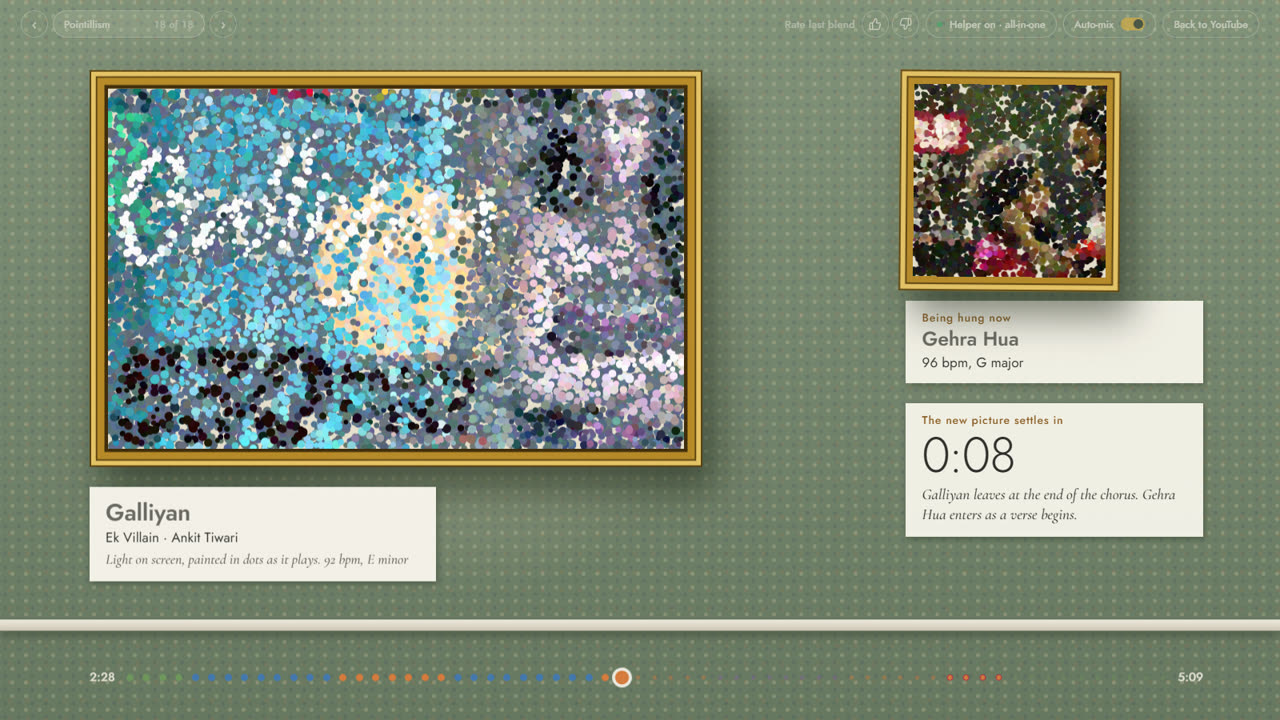 Pointillism 18 of 18
Rate last blend
Helper on · all-in-one
Auto-mix
Back to YouTube
Being hung now
Gehra Hua
96 bpm, G major
The new picture settles in
0:08
Galliyan leaves at the end of the chorus. Gehra
Hua enters as a verse begins.
Galliyan
Ek Villain · Ankit Tiwari
Light on screen, painted in dots as it plays. 92 bpm, E minor
2:28
5:09